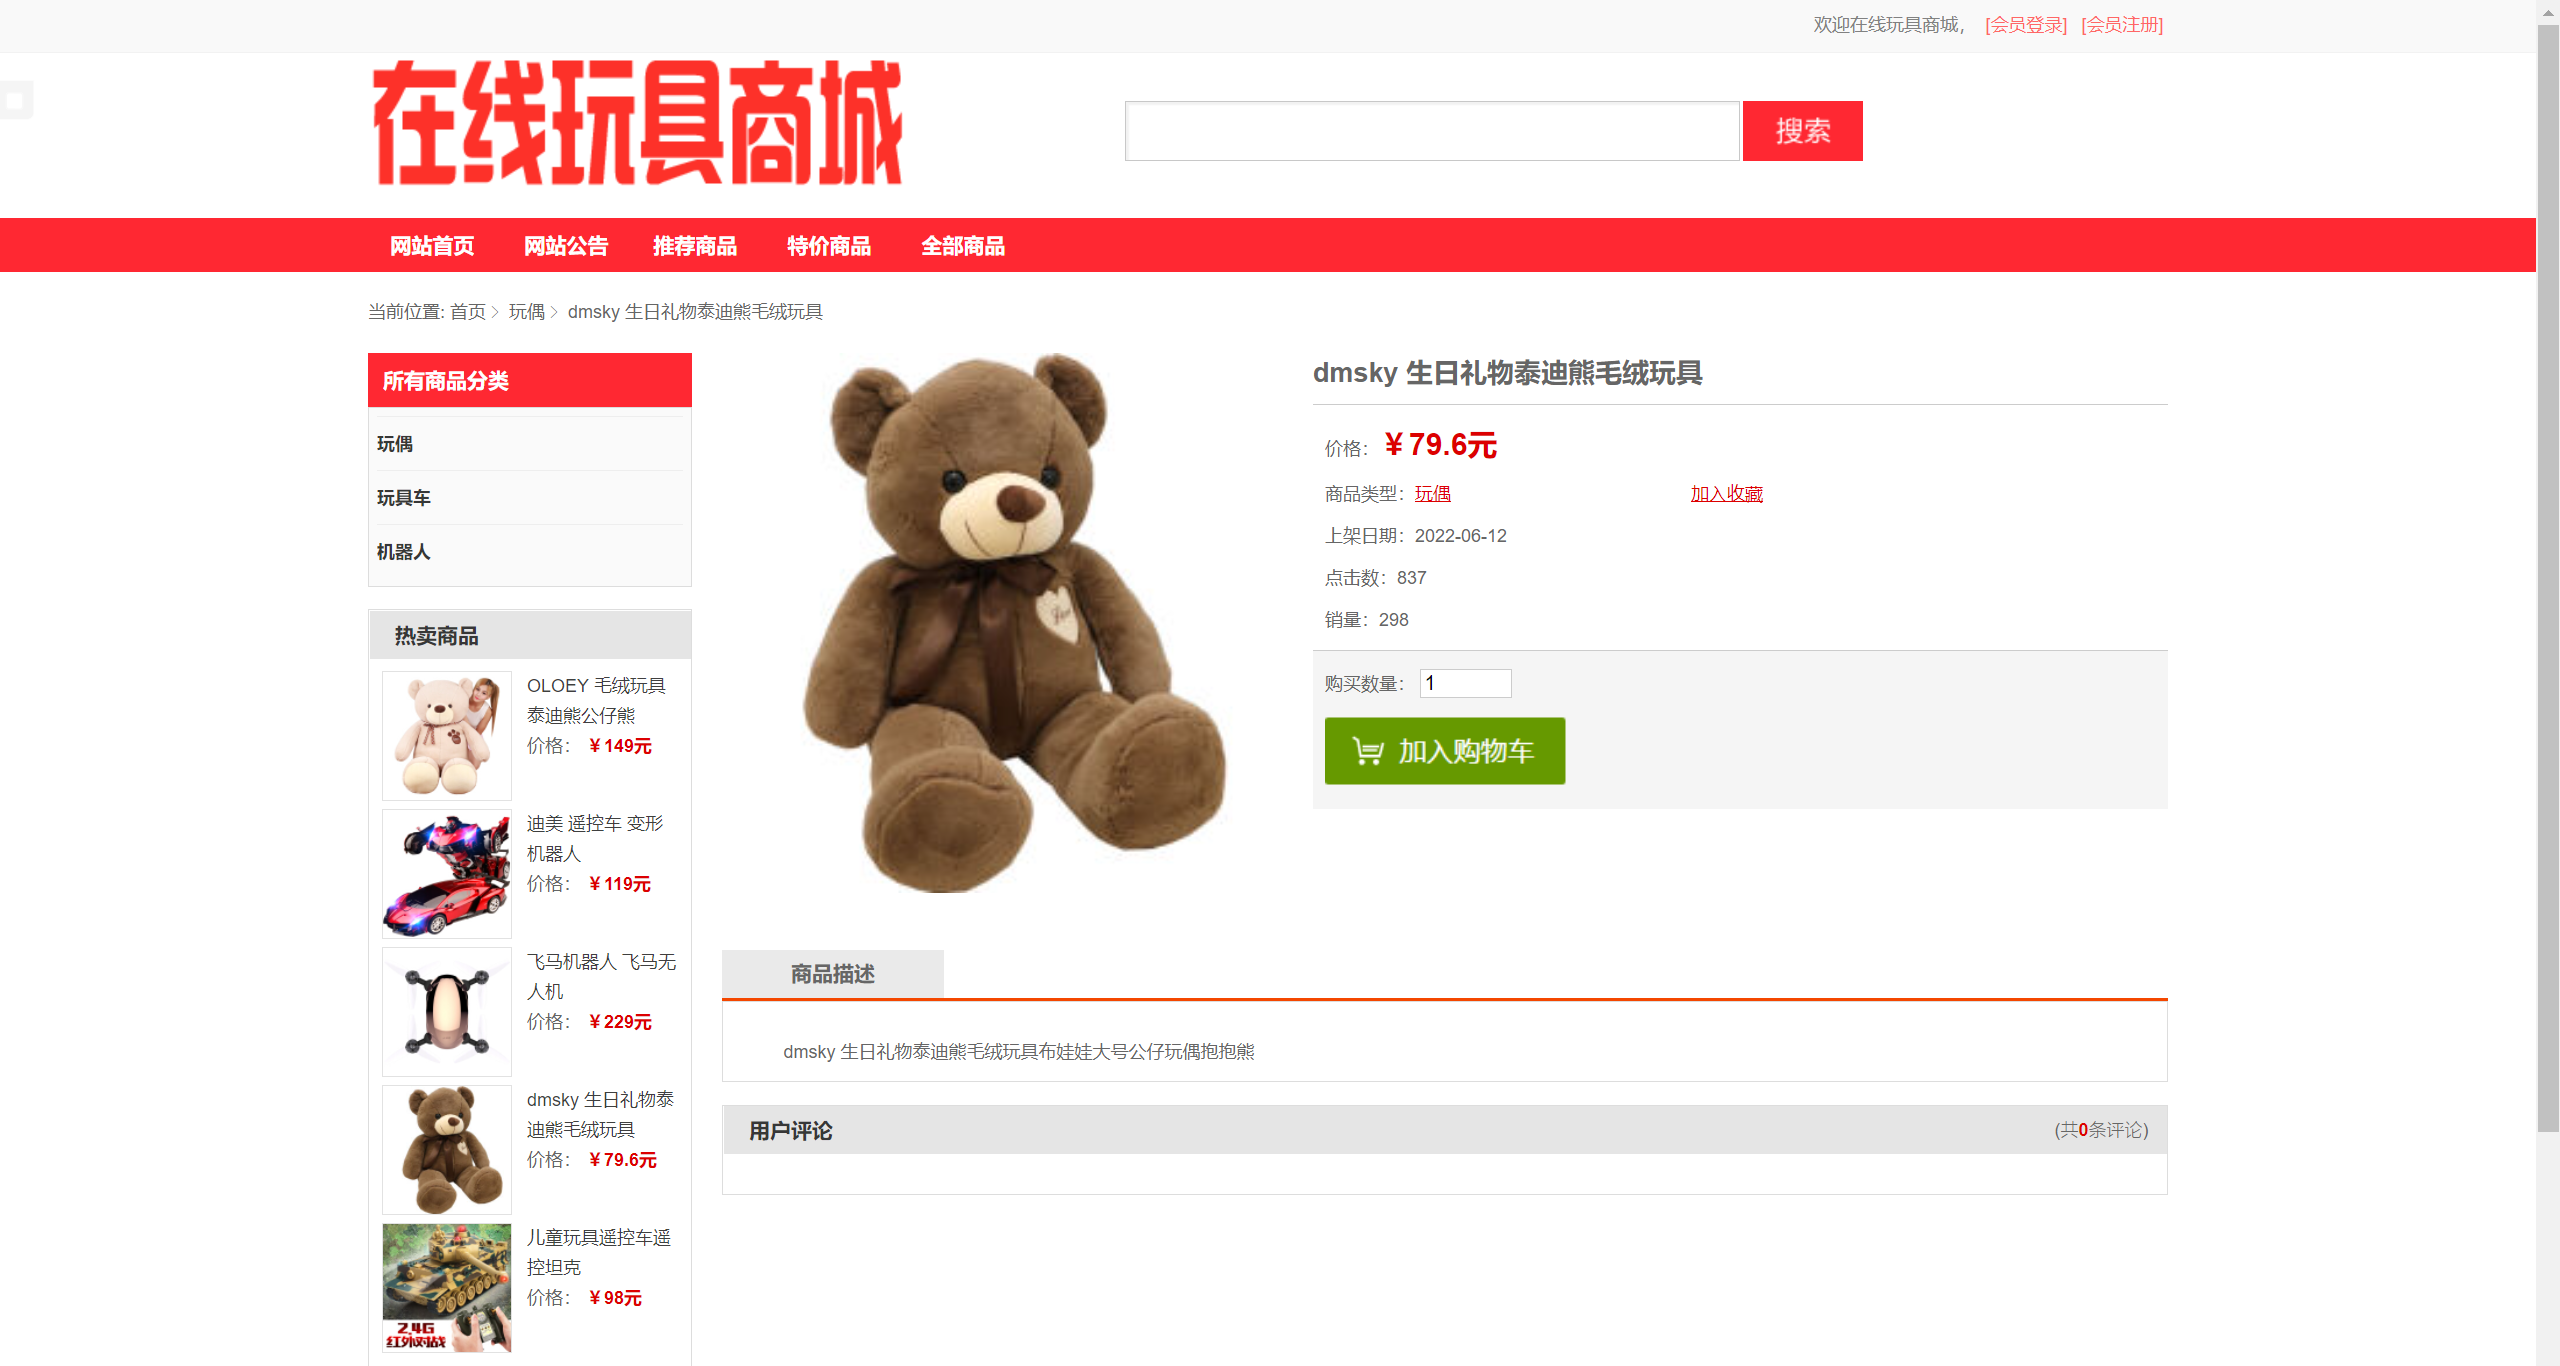 欢迎在线玩具商城， [会员登录] [会员注册]
在线玩具商城
搜索
网站首页 网站公告 推荐商品 特价商品 全部商品
当前位置: 首页 > 玩偶 > dmsky 生日礼物泰迪熊毛绒玩具
所有商品分类
玩偶
玩具车
机器人
热卖商品
OLOEY 毛绒玩具
泰迪熊公仔熊
价格： ￥149元
迪美 遥控车 变形
机器人
价格： ￥119元
飞马机器人 飞马无
人机
价格： ￥229元
dmsky 生日礼物泰
迪熊毛绒玩具
价格： ￥79.6元
儿童玩具遥控车遥
控坦克
价格： ￥98元
2.4G
红外对战
dmsky 生日礼物泰迪熊毛绒玩具
价格： ￥79.6元
商品类型：玩偶 加入收藏
上架日期：2022-06-12
点击数：837
销量：298
购买数量： 1
加入购物车
商品描述
dmsky 生日礼物泰迪熊毛绒玩具布娃娃大号公仔玩偶抱抱熊
用户评论 (共0条评论)